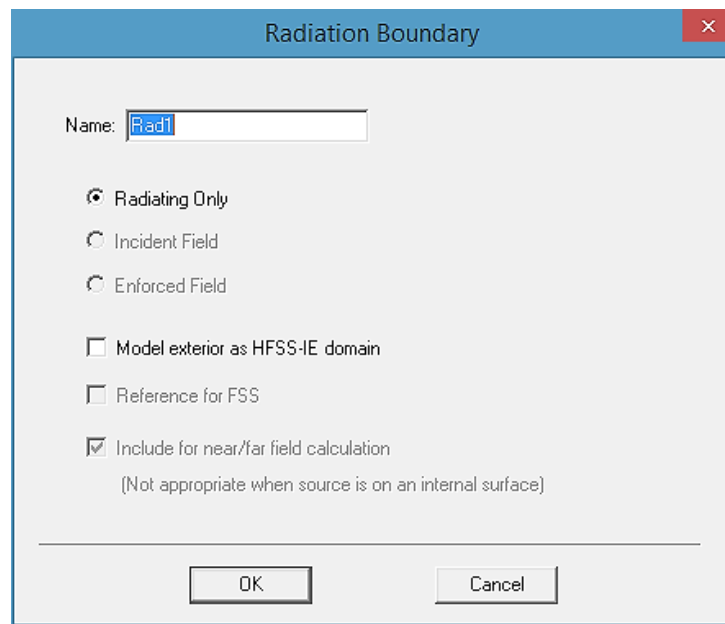 Radiation Boundary
Name: Rad1
Radiating Only
Incident Field
Enforced Field
Model exterior as HFSS-IE domain
Reference for FSS
Include for near/far field calculation
(Not appropriate when source is on an internal surface)
OK Cancel